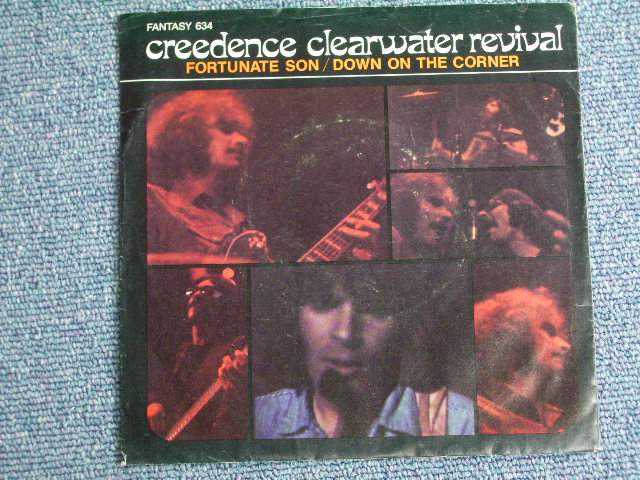 FANTASY 634
creedence clearwater revival
FORTUNATE SON / DOWN ON THE CORNER